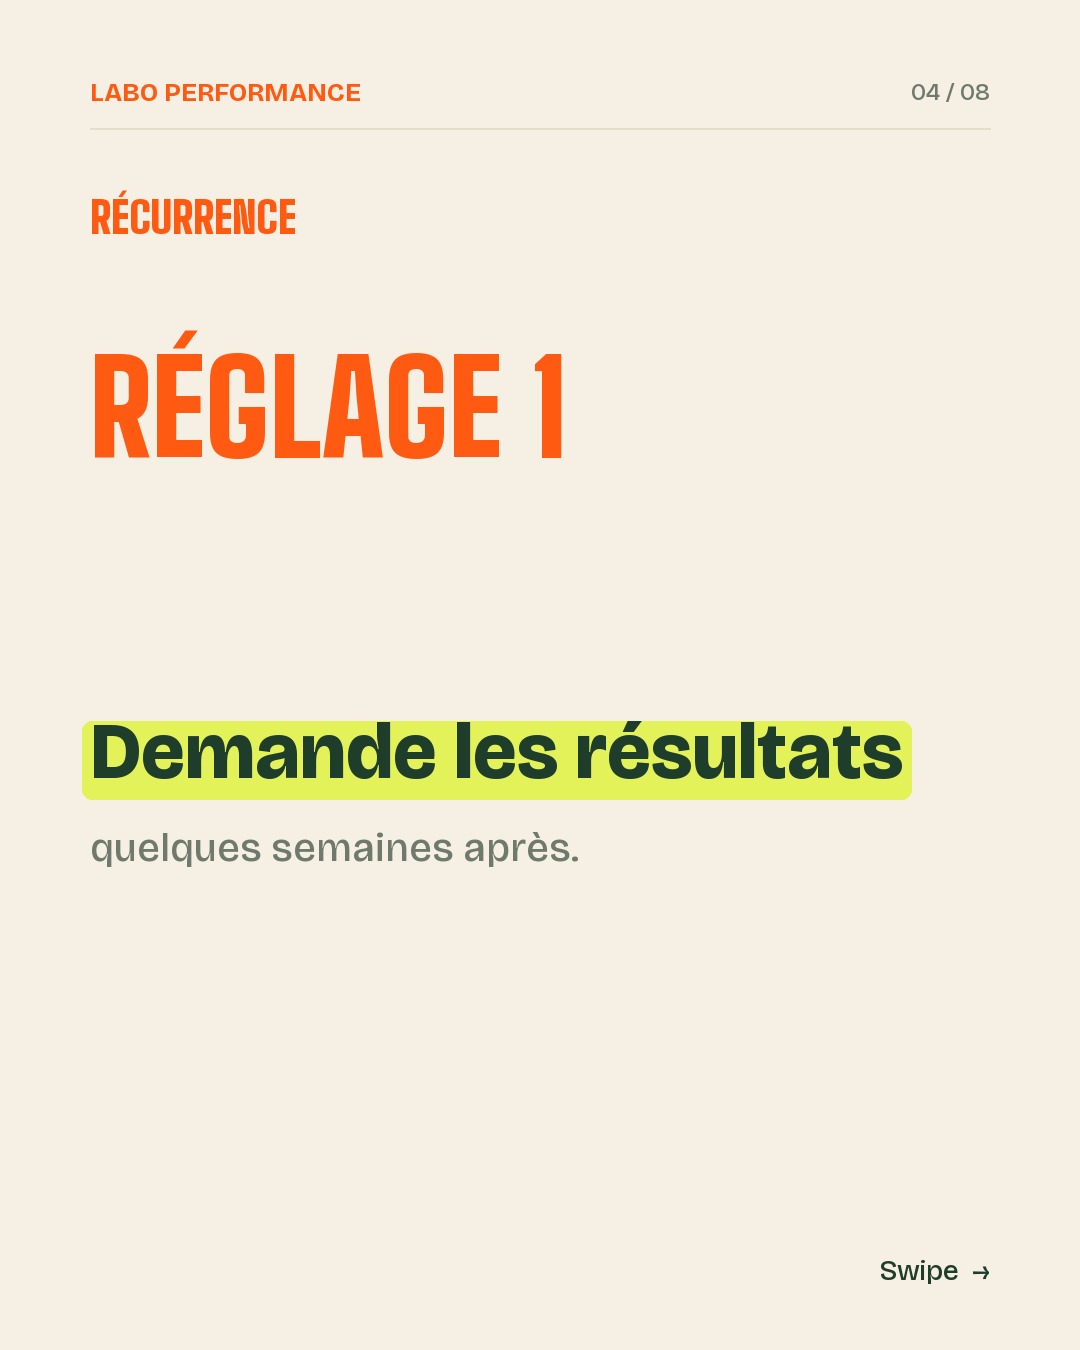 LABO PERFORMANCE
04 / 08
RÉCURRENCE
RÉGLAGE 1
Demande les résultats
quelques semaines après.
Swipe →